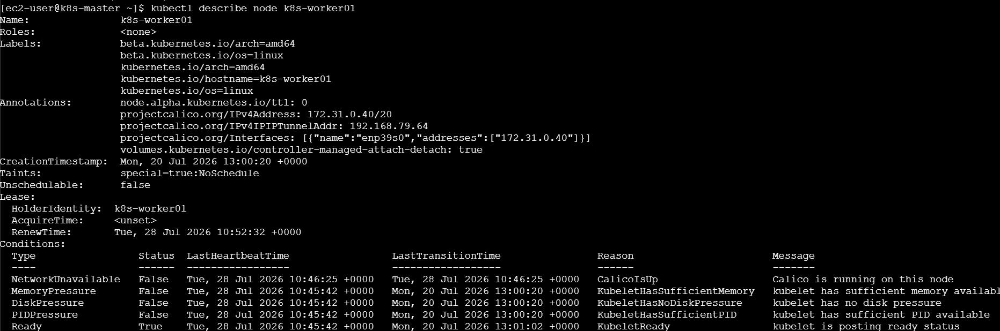 [ec2-user@k8s-master ~]$ kubectl describe node k8s-worker01
Name:               k8s-worker01
Roles:              <none>
Labels:             beta.kubernetes.io/arch=amd64
                    beta.kubernetes.io/os=linux
                    kubernetes.io/arch=amd64
                    kubernetes.io/hostname=k8s-worker01
                    kubernetes.io/os=linux
Annotations:        node.alpha.kubernetes.io/ttl: 0
                    projectcalico.org/IPv4Address: 172.31.0.40/20
                    projectcalico.org/IPv4IPIPTunnelAddr: 192.168.79.64
                    projectcalico.org/Interfaces: [{"name":"enp39s0","addresses":["172.31.0.40"]}]
                    volumes.kubernetes.io/controller-managed-attach-detach: true
CreationTimestamp:  Mon, 20 Jul 2026 13:00:20 +0000
Taints:             special=true:NoSchedule
Unschedulable:      false
Lease:
  HolderIdentity:  k8s-worker01
  AcquireTime:     <unset>
  RenewTime:       Tue, 28 Jul 2026 10:52:32 +0000
Conditions:
  Type                 Status  LastHeartbeatTime                 LastTransitionTime                Reason                       Message
  ----                 ------  -----------------                 ------------------                ------                       -------
  NetworkUnavailable   False   Tue, 28 Jul 2026 10:46:25 +0000   Tue, 28 Jul 2026 10:46:25 +0000   CalicoIsUp                   Calico is running on this node
  MemoryPressure       False   Tue, 28 Jul 2026 10:45:42 +0000   Mon, 20 Jul 2026 13:00:20 +0000   KubeletHasSufficientMemory   kubelet has sufficient memory availabl
  DiskPressure         False   Tue, 28 Jul 2026 10:45:42 +0000   Mon, 20 Jul 2026 13:00:20 +0000   KubeletHasNoDiskPressure     kubelet has no disk pressure
  PIDPressure          False   Tue, 28 Jul 2026 10:45:42 +0000   Mon, 20 Jul 2026 13:00:20 +0000   KubeletHasSufficientPID      kubelet has sufficient PID available
  Ready                True    Tue, 28 Jul 2026 10:45:42 +0000   Mon, 20 Jul 2026 13:01:02 +0000   KubeletReady                 kubelet is posting ready status